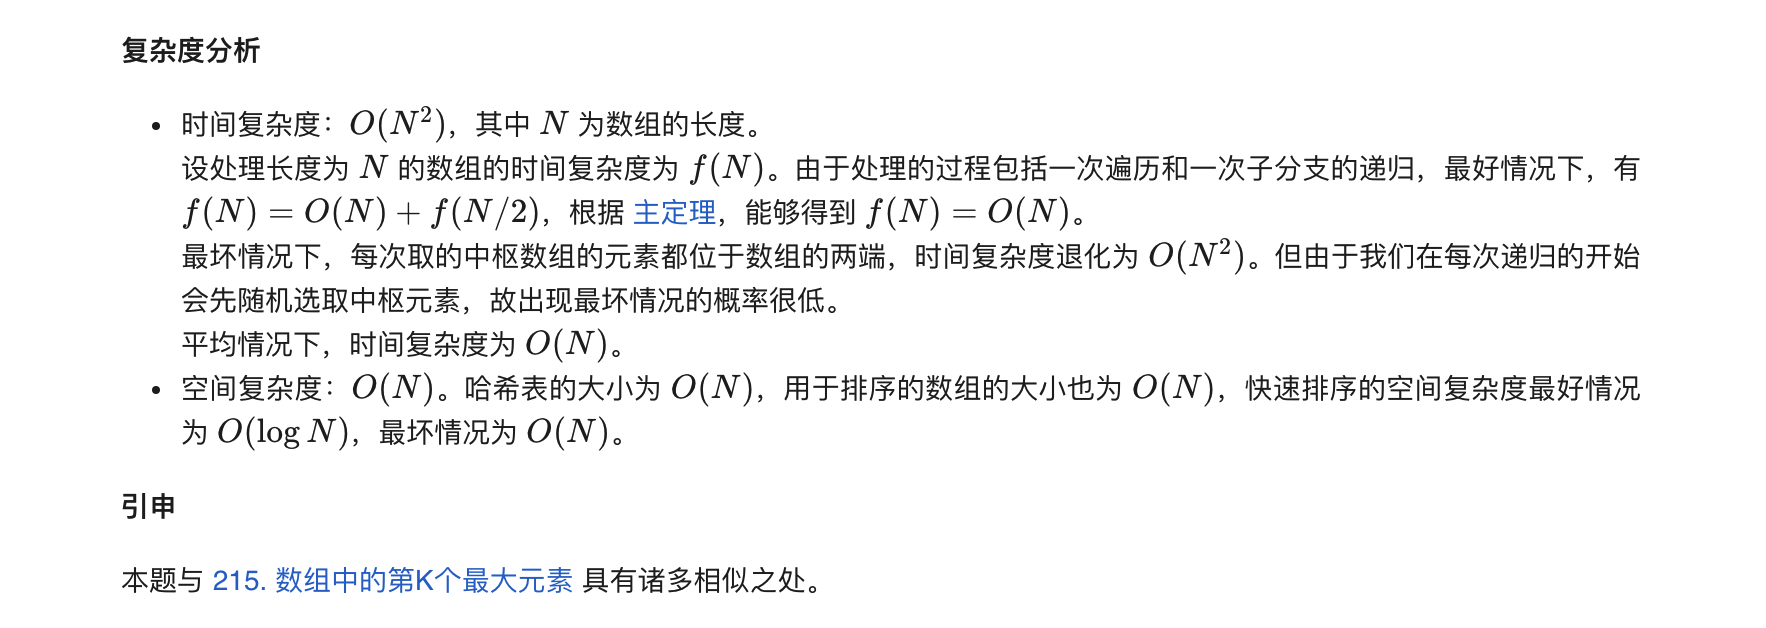 复杂度分析
• 时间复杂度：O(N²)，其中 N 为数组的长度。
设处理长度为 N 的数组的时间复杂度为 f(N)。由于处理的过程包括一次遍历和一次子分支的递归，最好情况下，有
f(N) = O(N) + f(N/2)，根据 主定理，能够得到 f(N) = O(N)。
最坏情况下，每次取的中枢数组的元素都位于数组的两端，时间复杂度退化为 O(N²)。但由于我们在每次递归的开始
会先随机选取中枢元素，故出现最坏情况的概率很低。
平均情况下，时间复杂度为 O(N)。
• 空间复杂度：O(N)。哈希表的大小为 O(N)，用于排序的数组的大小也为 O(N)，快速排序的空间复杂度最好情况
为 O(log N)，最坏情况为 O(N)。
引申
本题与 215. 数组中的第K个最大元素 具有诸多相似之处。